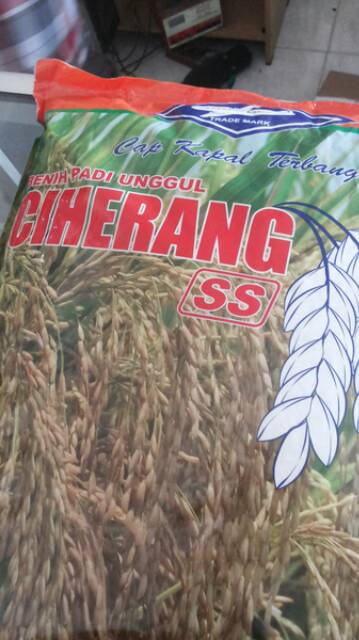 TRADE MARK
Cap Kapal Terbang
BENIH PADI UNGGUL
CIHERANG
SS